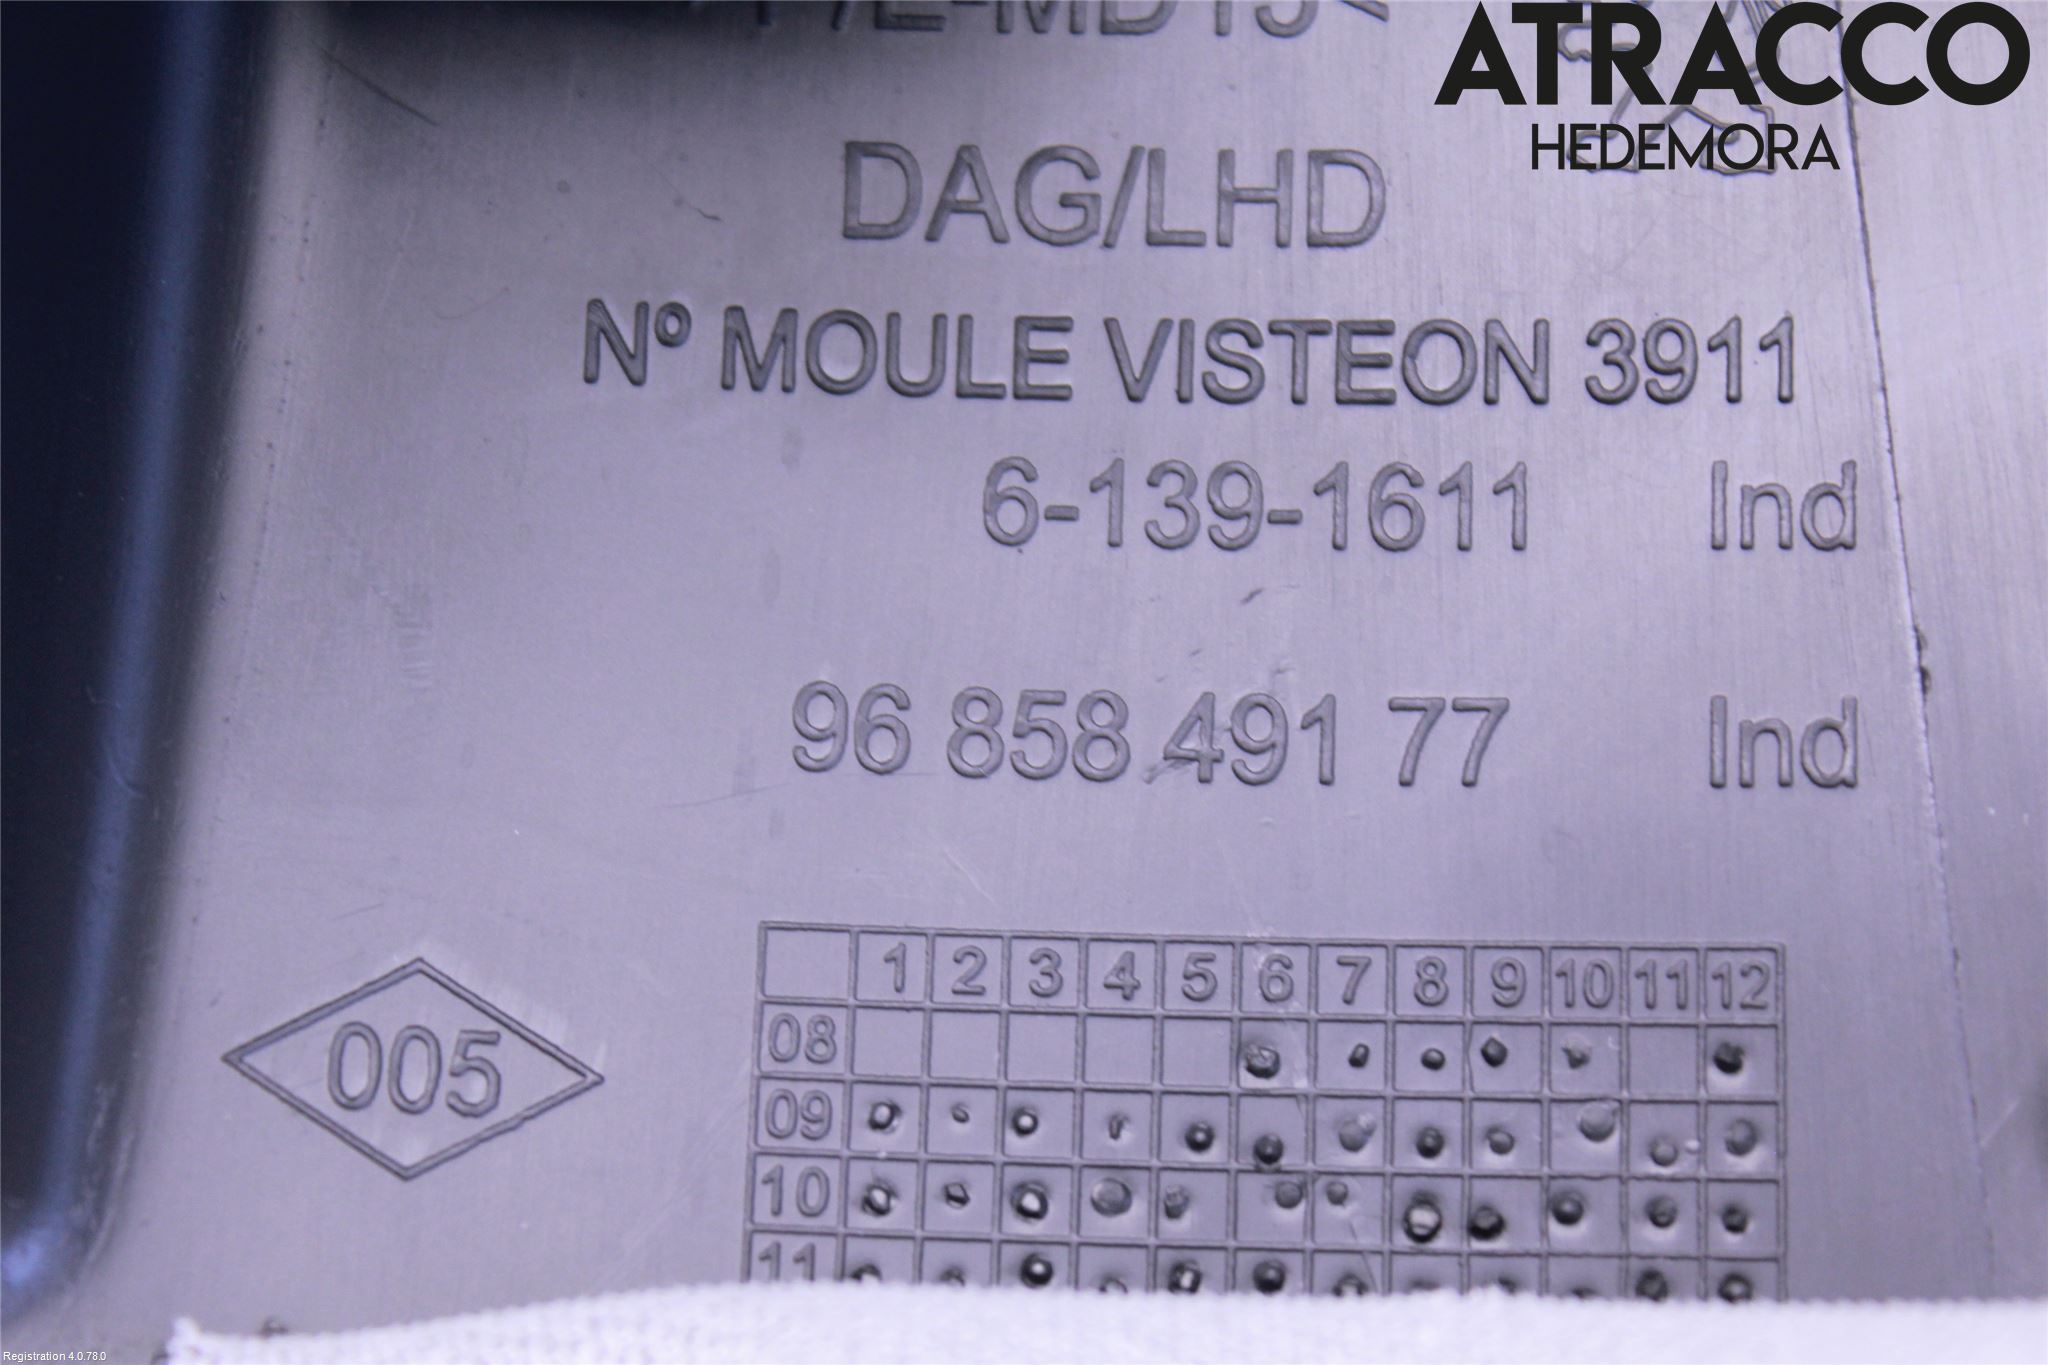 ATRACCO
HEDEMORA
DAG/LHD
Nº MOULE VISTEON 3911
6-139-1611 Ind
96 858 491 77 Ind
005
1 2 3 4 5 6 7 8 9 10 11 12
08
09
10
11
Registration 4.0.78.0